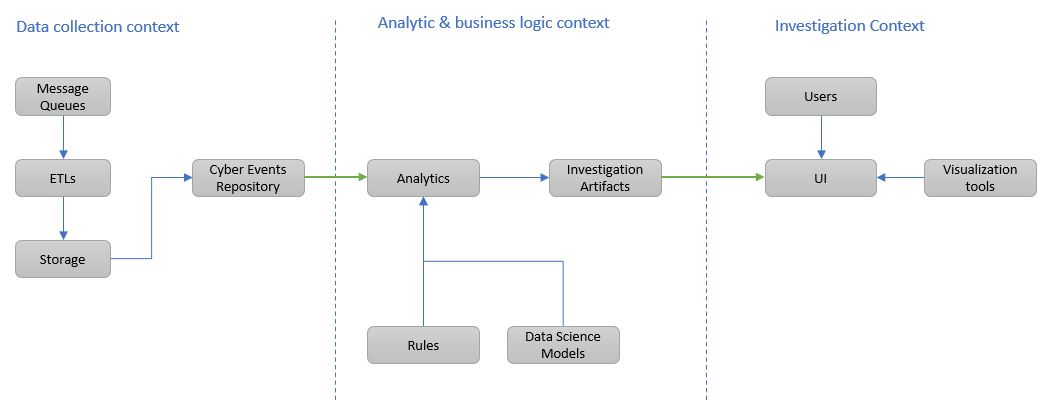 Data collection context
Analytic & business logic context
Investigation Context
Message
Queues
Users
ETLs
Cyber Events
Repository
Analytics
Investigation
Artifacts
UI
Visualization
tools
Storage
Rules
Data Science
Models